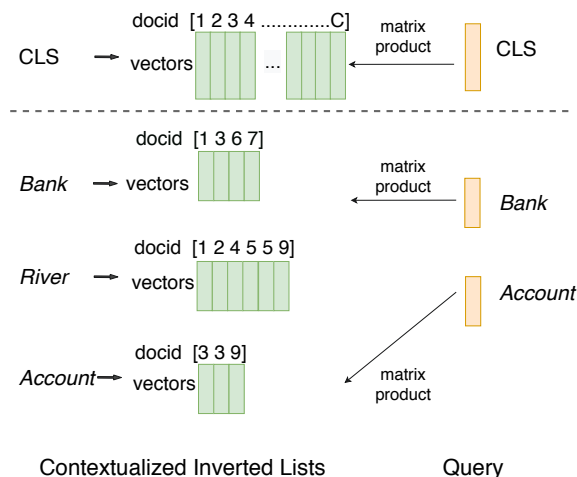 docid [1 2 3 4 .............C]
CLS vectors ... matrix product CLS
docid [1 3 6 7]
Bank vectors matrix product Bank
docid [1 2 4 5 5 9]
River vectors
Account
docid [3 3 9]
Account vectors matrix product
Contextualized Inverted Lists Query